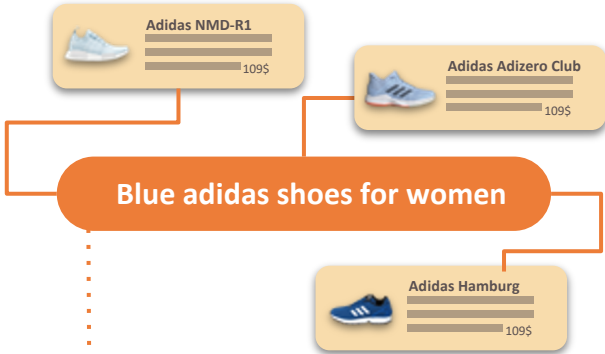 Adidas NMD-R1
109$
Adidas Adizero Club
109$
Blue adidas shoes for women
Adidas Hamburg
109$